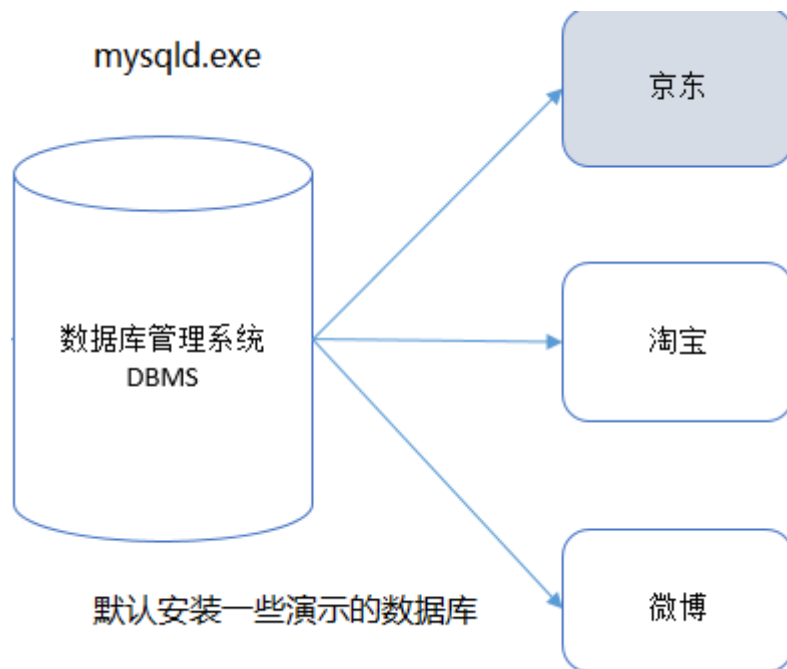 mysqld.exe
京东
数据库管理系统
DBMS
淘宝
默认安装一些演示的数据库
微博